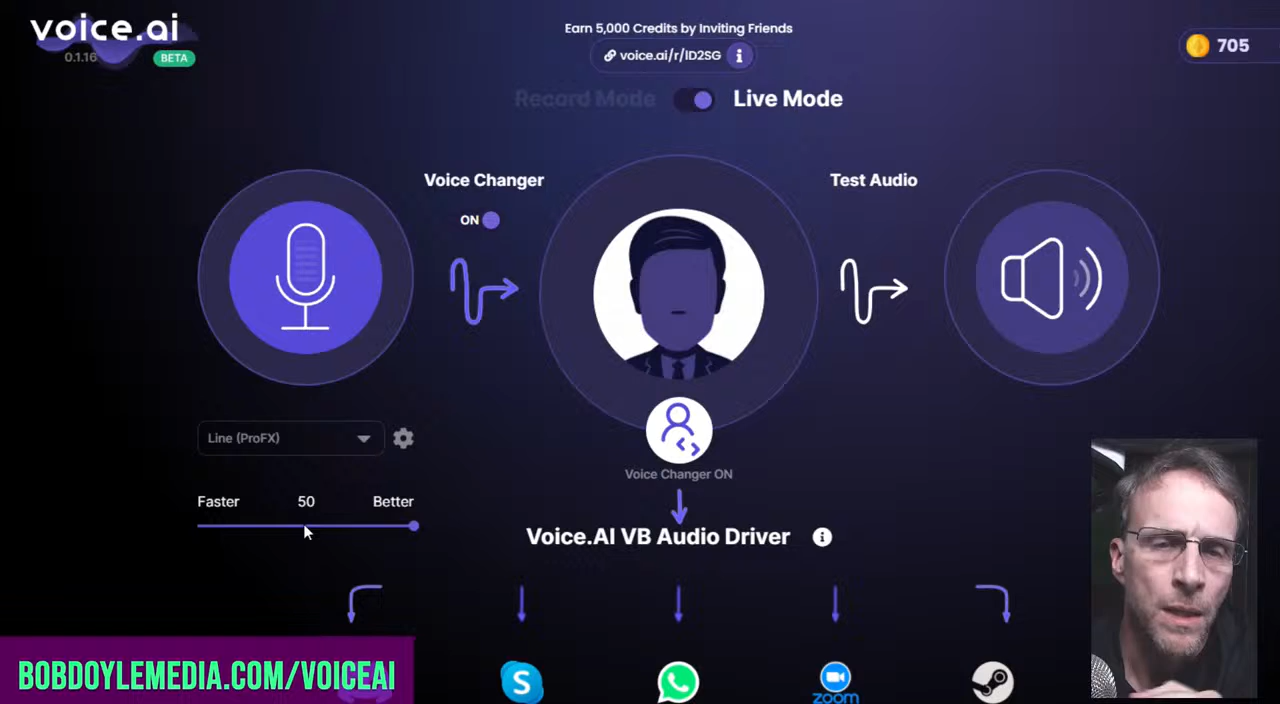 voice.ai
0.1.16
BETA
Earn 5,000 Credits by Inviting Friends
voice.ai/r/ID2SG
i
705
Record Mode
Live Mode
Voice Changer
ON
Test Audio
Line (ProFX)
Faster 50 Better
Voice Changer ON
Voice.AI VB Audio Driver
i
S
zoom
BOBDOYLEMEDIA.COM/VOICEAI